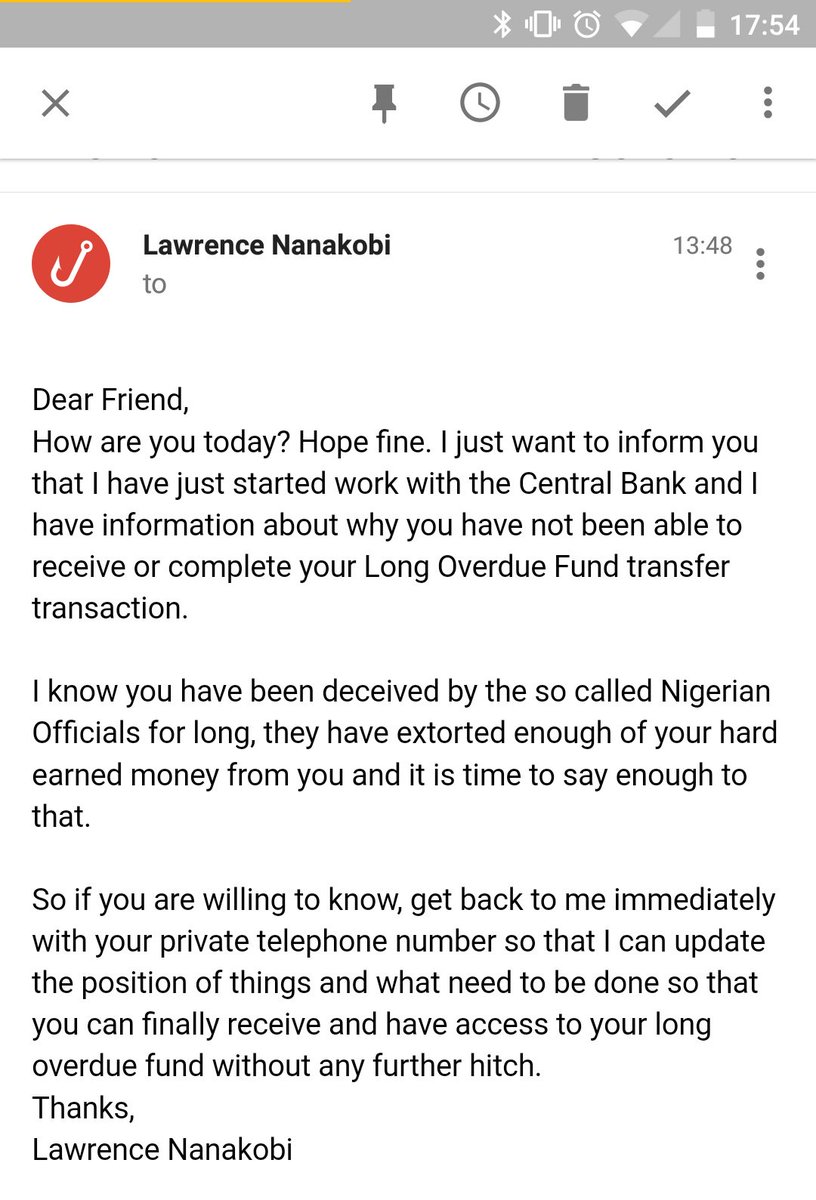 17:54
Lawrence Nanakobi
13:48
to
Dear Friend,
How are you today? Hope fine. I just want to inform you
that I have just started work with the Central Bank and I
have information about why you have not been able to
receive or complete your Long Overdue Fund transfer
transaction.
I know you have been deceived by the so called Nigerian
Officials for long, they have extorted enough of your hard
earned money from you and it is time to say enough to
that.
So if you are willing to know, get back to me immediately
with your private telephone number so that I can update
the position of things and what need to be done so that
you can finally receive and have access to your long
overdue fund without any further hitch.
Thanks,
Lawrence Nanakobi